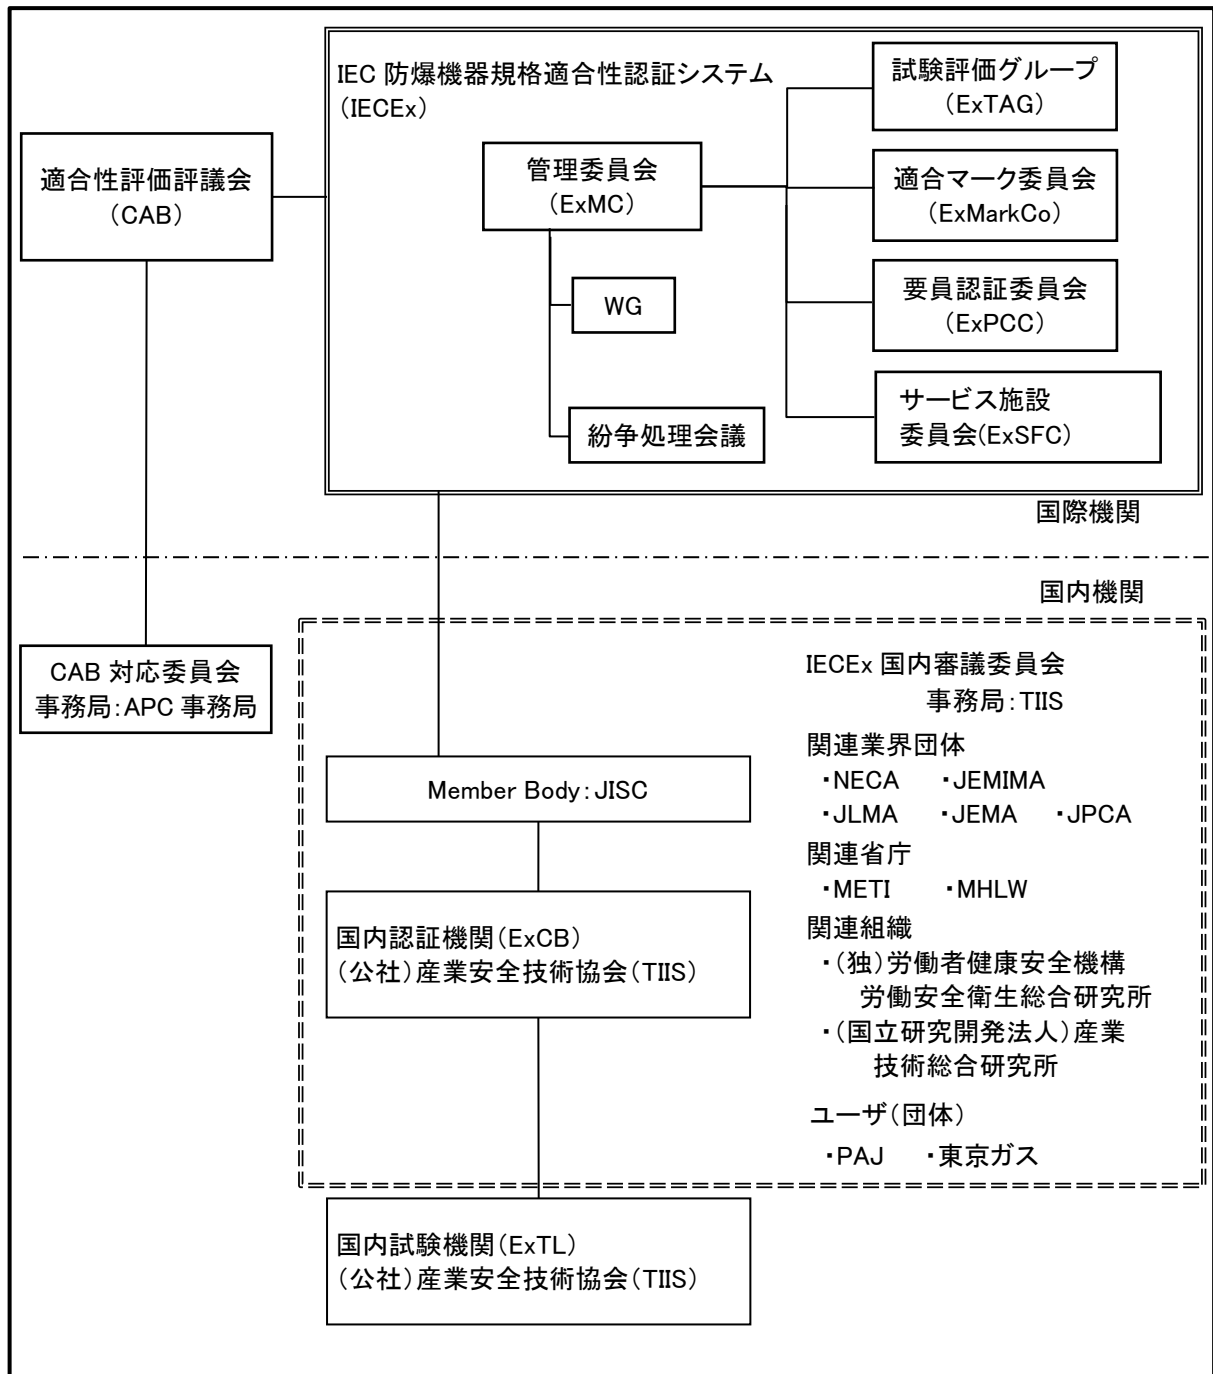 IEC 防爆機器規格適合性認証システム
(IECEx)
適合性評価評議会
(CAB)
管理委員会
(ExMC)
WG
紛争処理会議
試験評価グループ
(ExTAG)
適合マーク委員会
(ExMarkCo)
要員認証委員会
(ExPCC)
サービス施設
委員会(ExSFC)
国際機関
国内機関
CAB 対応委員会
事務局:APC 事務局
Member Body:JISC
国内認証機関(ExCB)
(公社)産業安全技術協会(TIIS)
IECEx 国内審議委員会
事務局:TIIS
関連業界団体
・NECA ・JEMIMA
・JLMA ・JEMA ・JPCA
関連省庁
・METI ・MHLW
関連組織
・(独)労働者健康安全機構
労働安全衛生総合研究所
・(国立研究開発法人)産業
技術総合研究所
ユーザ(団体)
・PAJ ・東京ガス
国内試験機関(ExTL)
(公社)産業安全技術協会(TIIS)